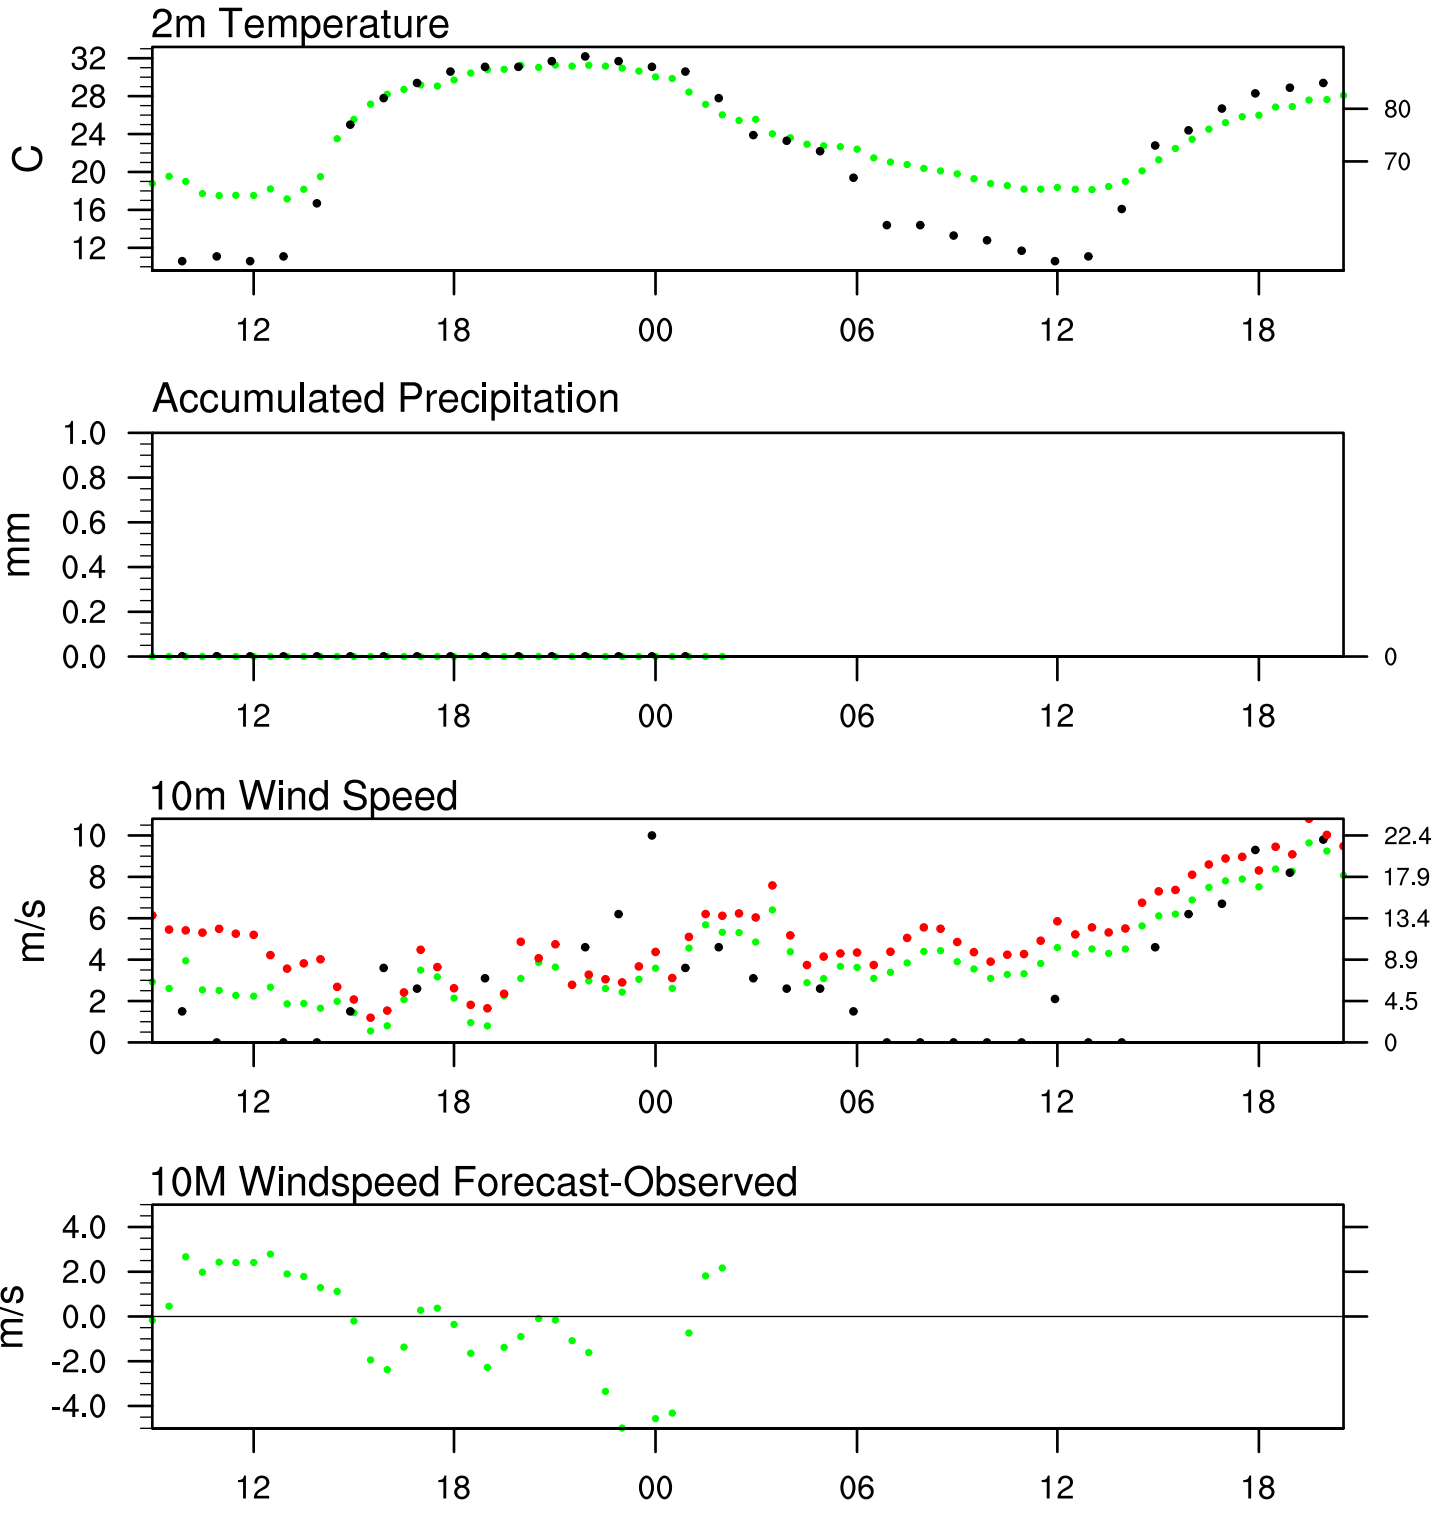 2m Temperature
32
28
24
20
16
12
C
80
70
12 18 00 06 12 18
Accumulated Precipitation
1.0
0.8
0.6
0.4
0.2
0.0
mm
0
12 18 00 06 12 18
10m Wind Speed
10
8
6
4
2
0
m/s
22.4
17.9
13.4
8.9
4.5
0
12 18 00 06 12 18
10M Windspeed Forecast-Observed
4.0
2.0
0.0
-2.0
-4.0
m/s
12 18 00 06 12 18